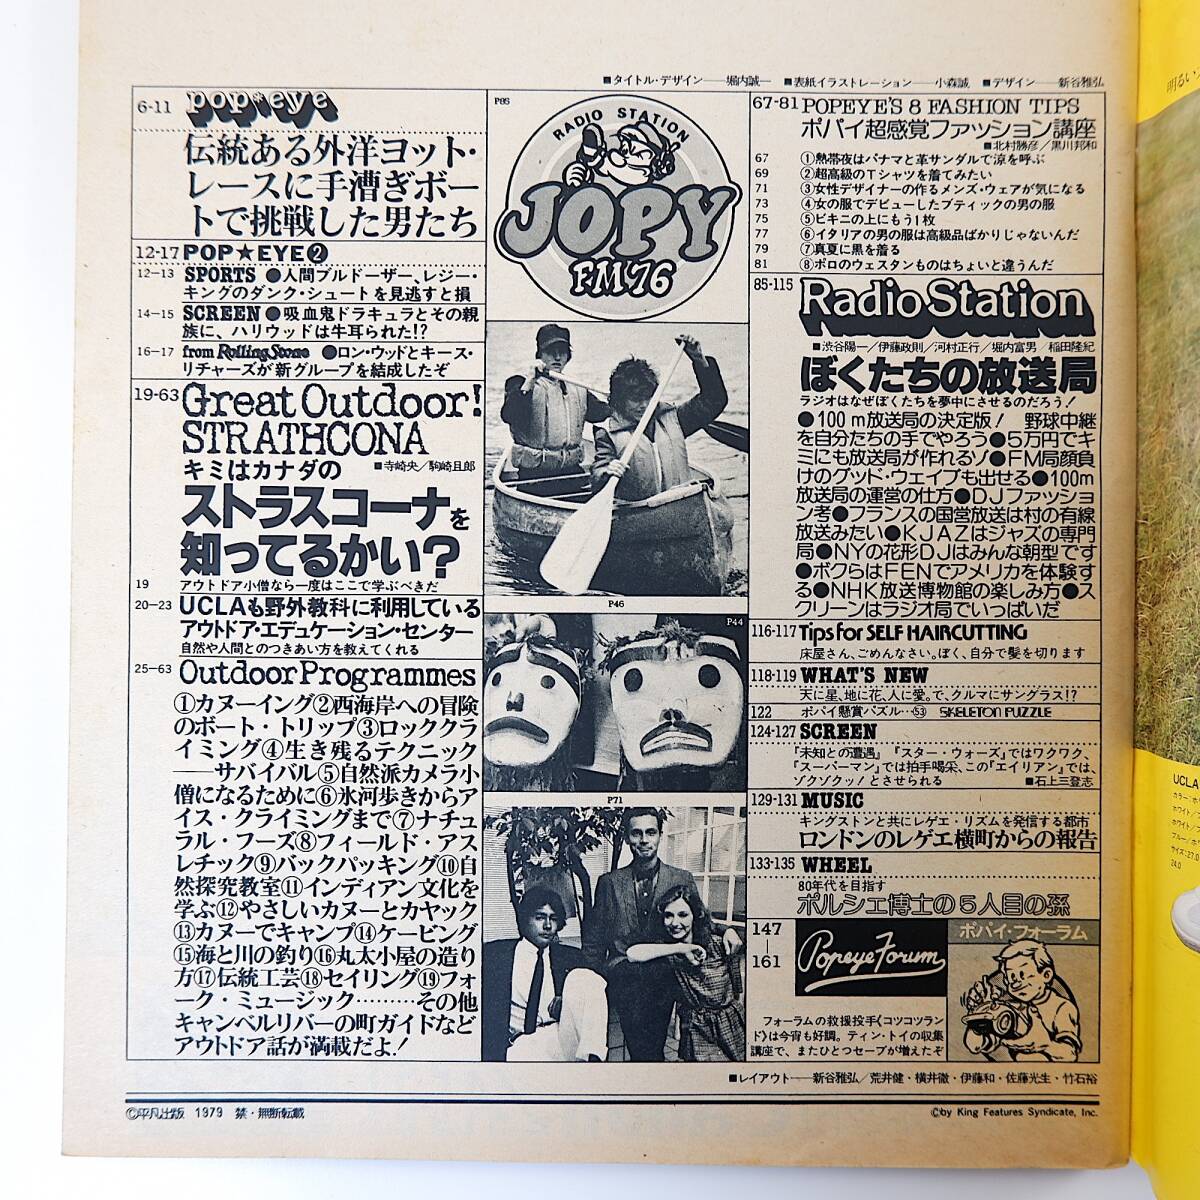 ■タイトル・デザイン──堀内誠一 ■表紙イラストレーション──小森誠 ■デザイン──新谷雅弘
6-11 pop*eye
伝統ある外洋ヨット・
レースに手漕ぎボー
トで挑戦した男たち
12-17 POP★EYE❷
12–13 SPORTS ●人間ブルドーザー、レジー・
キングのダンク・シュートを見逃すと損
14–15 SCREEN ●吸血鬼ドラキュラとその親
族に、ハリウッドは牛耳られた!?
16–17 from Rolling Stone ●ロン・ウッドとキース・
リチャーズが新グループを結成したぞ
19-63 Great Outdoor!
STRATHCONA
キミはカナダの ■寺崎央／駒崎且郎
ストラスコーナを
知ってるかい？
19 アウトドア小僧なら一度はここで学ぶべきだ
20–23 UCLAも野外教科に利用している
アウトドア・エデュケーション・センター
自然や人間とのつきあい方を教えてくれる
25–63 Outdoor Programmes
①カヌーイング②西海岸への冒険
のボート・トリップ③ロッククラ
イミング④生き残るテクニック
──サバイバル⑤自然派カメラ小
僧になるために⑥氷河歩きからア
イス・クライミングまで⑦ナチュ
ラル・フーズ⑧フィールド・アス
レチック⑨バックパッキング⑩自
然探究教室⑪インディアン文化を
学ぶ⑫やさしいカヌーとカヤック
⑬カヌーでキャンプ⑭ケービング
⑮海と川の釣り⑯丸太小屋の造り
方⑰伝統工芸⑱セイリング⑲フォ
ーク・ミュージック………その他
キャンベルリバーの町ガイドなど
アウトドア話が満載だよ！
P85
RADIO STATION
JOPY
FM76
P46
P44
P71
67-81 POPEYE'S 8 FASHION TIPS
ポパイ超感覚ファッション講座
■北村勝彦／黒川邦和
67 ①熱帯夜はパナマと革サンダルで涼を呼ぶ
69 ②超高級のTシャツを着てみたい
71 ③女性デザイナーの作るメンズ・ウェアが気になる
73 ④女の服でデビューしたブティックの男の服
75 ⑤ビキニの上にもう1枚
77 ⑥イタリアの男の服は高級品ばかりじゃないんだ
79 ⑦真夏に黒を着る
81 ⑧ポロのウェスタンものはちょいと違うんだ
85-115 Radio Station
■渋谷陽一／伊藤政則／河村正行／堀内富男／稲田隆紀
ぼくたちの放送局
ラジオはなぜぼくたちを夢中にさせるのだろう！
●100m放送局の決定版！ 野球中継
を自分たちの手でやろう●5万円でキ
ミにも放送局が作れるゾ●FM局顔負
けのグッド・ウェイブも出せる●100m
放送局の運営の仕方●DJファッショ
ン考●フランスの国営放送は村の有線
放送みたい●KJAZはジャズの専門
局●NYの花形DJはみんな朝型です
●ボクらはFENでアメリカを体験す
る●NHK放送博物館の楽しみ方●ス
クリーンはラジオ局でいっぱいだ
116-117 Tips for SELF HAIRCUTTING
床屋さん、ごめんなさい。ぼく、自分で髪を切ります
118-119 WHAT'S NEW
天に星、地に花、人に愛。で、クルマにサングラス!?
122 ポパイ懸賞パズル…53 SKELETON PUZZLE
124-127 SCREEN
『未知との遭遇』『スター・ウォーズ』ではワクワク、
『スーパーマン』では拍手喝采、この『エイリアン』では、
ゾクゾクッ！とさせられる ■石上三登志
129-131 MUSIC
キングストンと共にレゲエ・リズムを発信する都市
ロンドンのレゲエ横町からの報告
133-135 WHEEL
80年代を目指す
ポルシェ博士の5人目の孫
147
|
161
Popeye Forum
ポパイ・フォーラム
フォーラムの救援投手《コツコツランド
》は今宵も好調。ティン・トイの収集
講座で、またひとつセーブが増えたぞ
■レイアウト──新谷雅弘／荒井健・横井徹・伊藤和・佐藤光生・竹石裕
©平凡出版 1979 禁・無断転載
©by King Features Syndicate, Inc.
明るい
UCLA
カラー・ホ
ホワイト／
ホワイト／
ブルー／ホ
サイズ：27.0
24.0